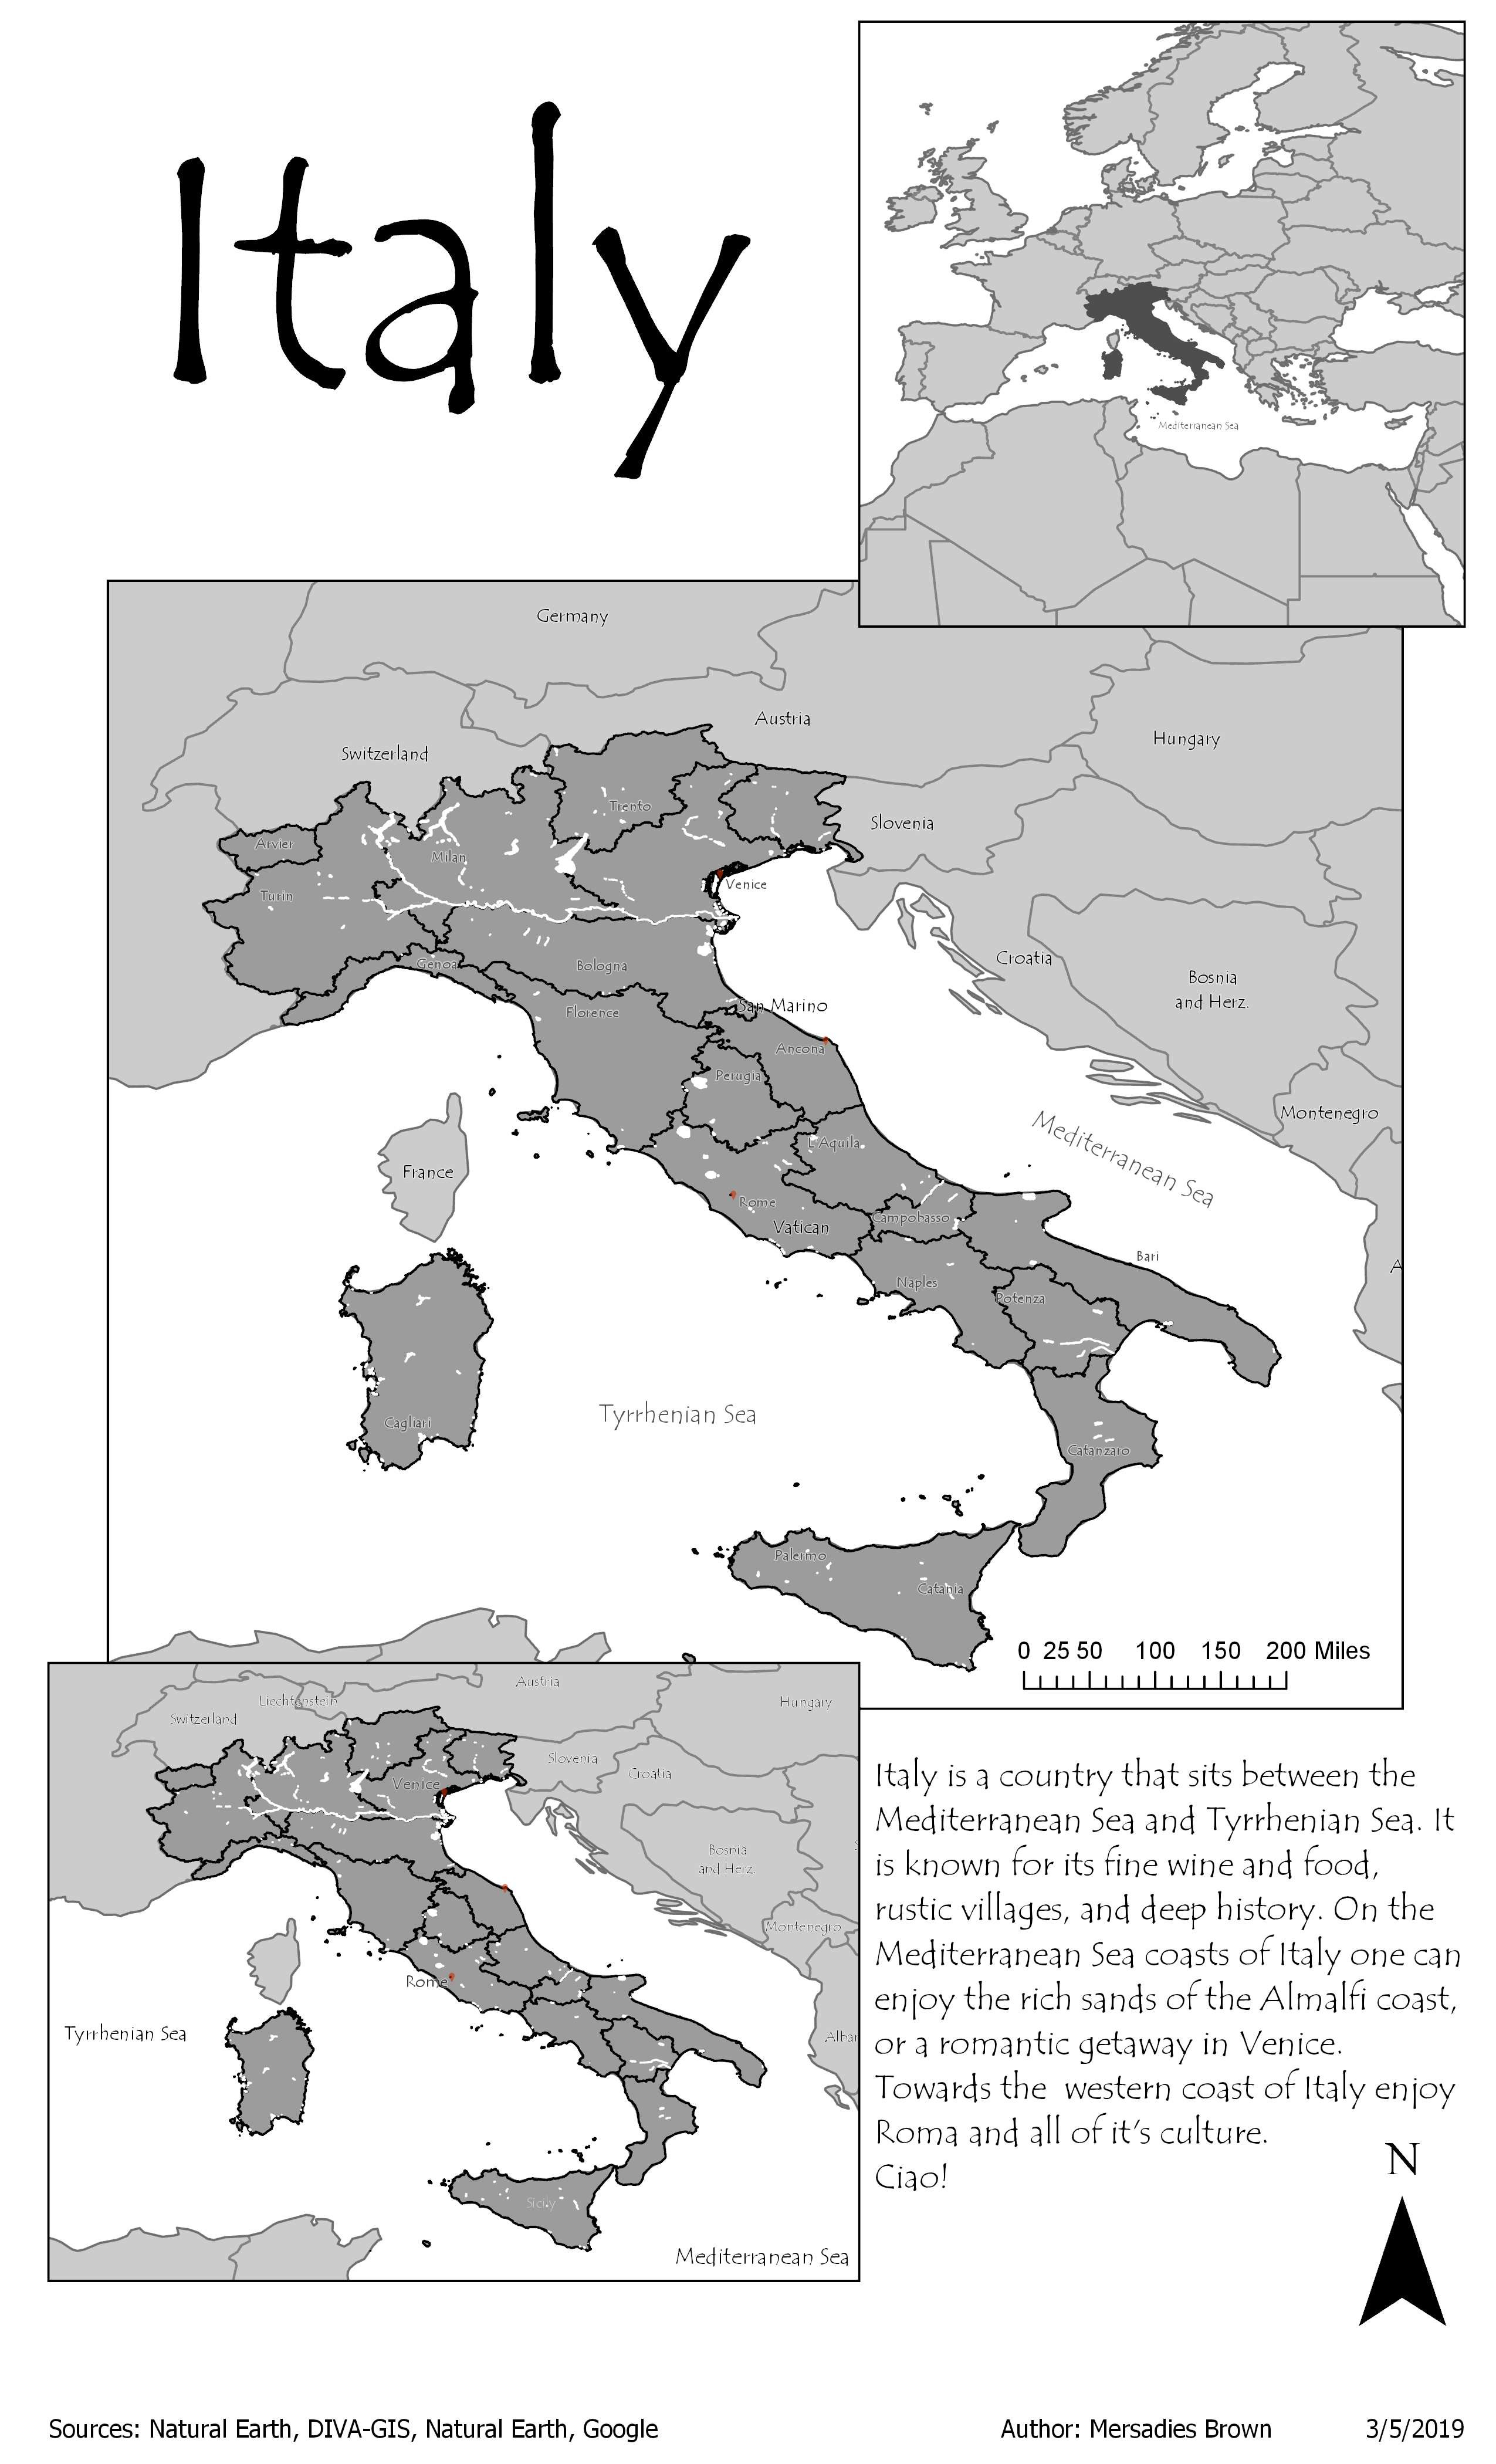 Italy
Mediterranean Sea
Germany
Austria
Switzerland
Hungary
Slovenia
Trento
Arvier
Milan
Turin
Venice
Croatia
Genoa
Bologna
Bosnia
and Herz.
San Marino
Florence
Ancona
Perugia
Montenegro
Mediterranean Sea
L'Aquila
France
Rome
Campobasso
Vatican
Bari
A
Naples
Potenza
Tyrrhenian Sea
Cagliari
Catanzaro
Palermo
Catania
0 25 50 100 150 200 Miles
Austria
Liechtenstein
Hungary
Switzerland
Slovenia
Croatia
Venice
Bosnia
and Herz.
S
Montenegro
Rome
Tyrrhenian Sea
Alban
Sicily
Mediterranean Sea
Italy is a country that sits between the
Mediterranean Sea and Tyrrhenian Sea. It
is known for its fine wine and food,
rustic villages, and deep history. On the
Mediterranean Sea coasts of Italy one can
enjoy the rich sands of the Almalfi coast,
or a romantic getaway in Venice.
Towards the  western coast of Italy enjoy
Roma and all of it's culture.
Ciao!
N
Sources: Natural Earth, DIVA-GIS, Natural Earth, Google
Author: Mersadies Brown
3/5/2019